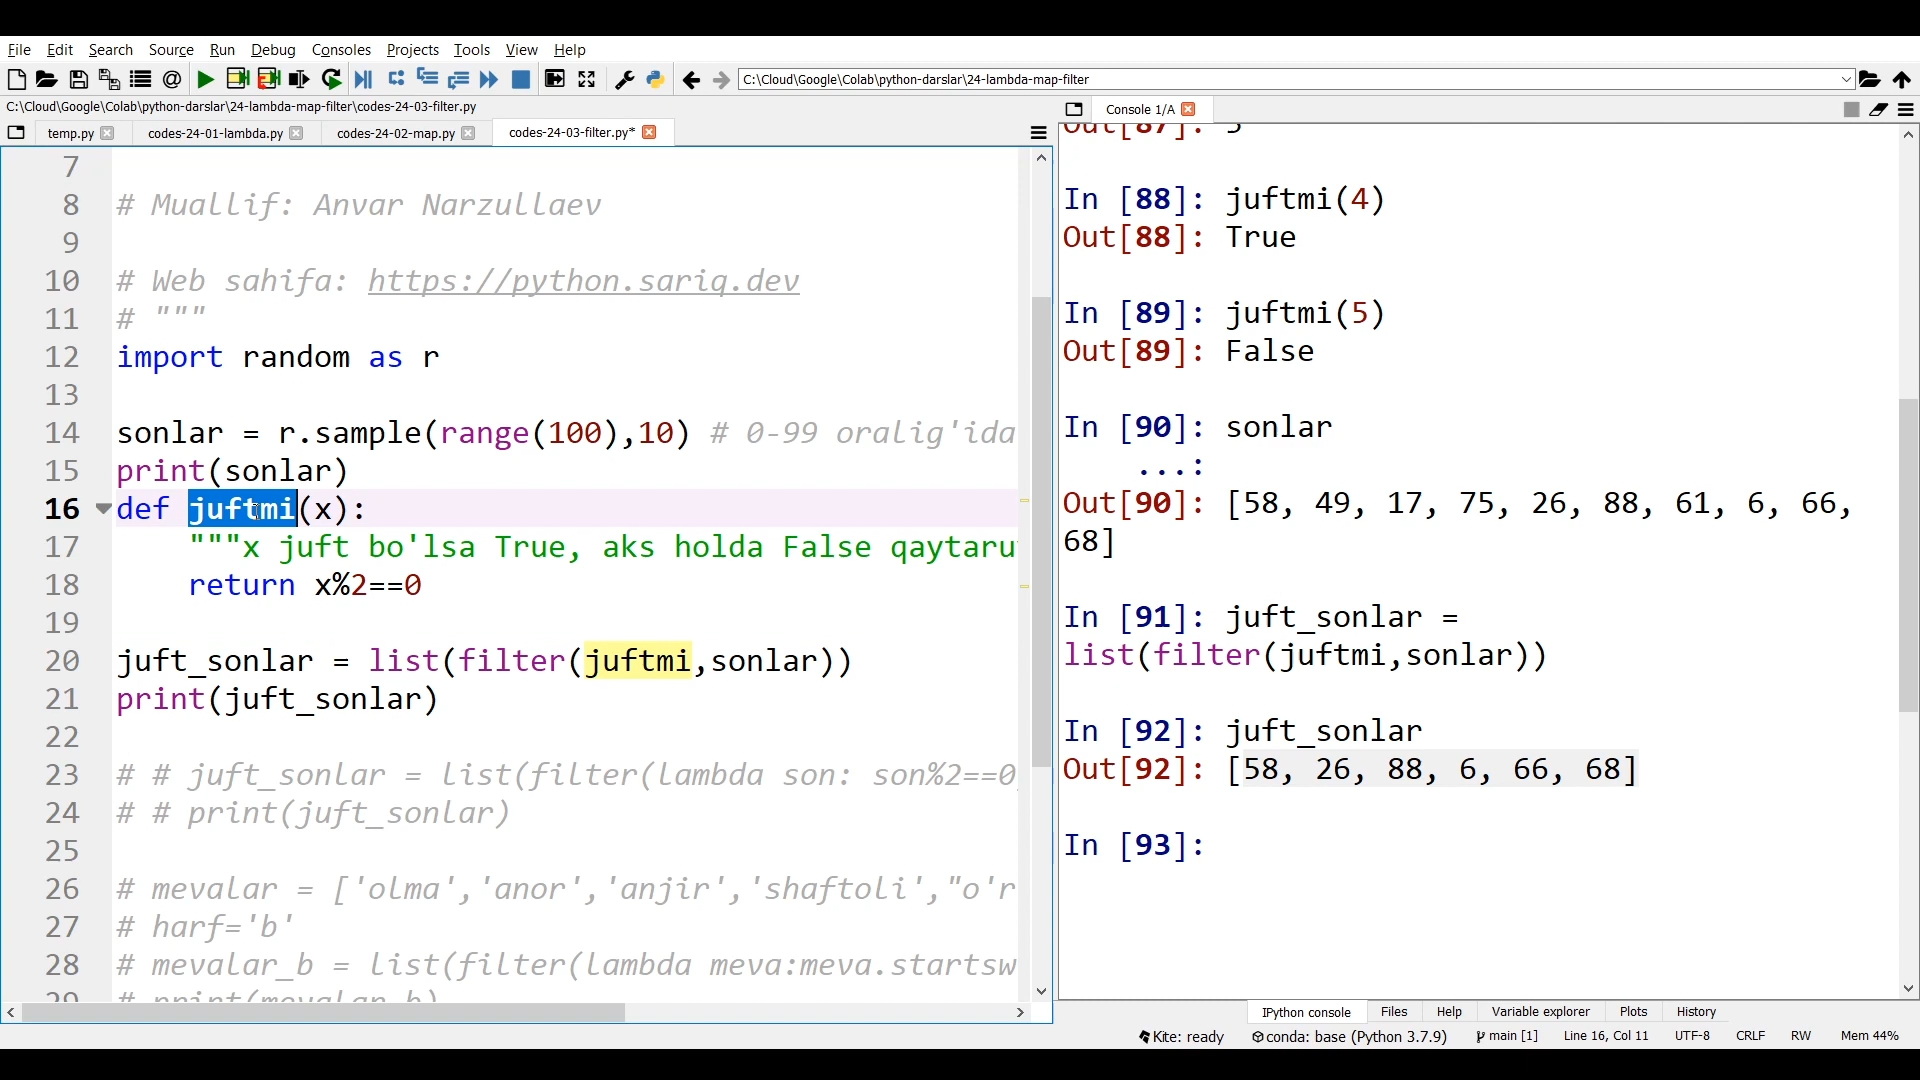 File Edit Search Source Run Debug Consoles Projects Tools View Help
C:\Cloud\Google\Colab\python-darslar\24-lambda-map-filter
C:\Cloud\Google\Colab\python-darslar\24-lambda-map-filter\codes-24-03-filter.py
temp.py codes-24-01-lambda.py codes-24-02-map.py codes-24-03-filter.py*
7
8 # Muallif: Anvar Narzullaev
9
10 # Web sahifa: https://python.sariq.dev
11 # """
12 import random as r
13
14 sonlar = r.sample(range(100),10) # 0-99 oralig'ida
15 print(sonlar)
16 def juftmi(x):
17 """x juft bo'lsa True, aks holda False qaytaru
18 return x%2==0
19
20 juft_sonlar = list(filter(juftmi,sonlar))
21 print(juft_sonlar)
22
23 # # juft_sonlar = list(filter(lambda son: son%2==0
24 # # print(juft_sonlar)
25
26 # mevalar = ['olma','anor','anjir','shaftoli',"o'r
27 # harf='b'
28 # mevalar_b = list(filter(lambda meva:meva.startsw
29 # print(mevalar_b)
Console 1/A
Out[87]: 5
In [88]: juftmi(4)
Out[88]: True
In [89]: juftmi(5)
Out[89]: False
In [90]: sonlar
...:
Out[90]: [58, 49, 17, 75, 26, 88, 61, 6, 66,
68]
In [91]: juft_sonlar =
list(filter(juftmi,sonlar))
In [92]: juft_sonlar
Out[92]: [58, 26, 88, 6, 66, 68]
In [93]:
IPython console Files Help Variable explorer Plots History
Kite: ready conda: base (Python 3.7.9) main [1] Line 16, Col 11 UTF-8 CRLF RW Mem 44%